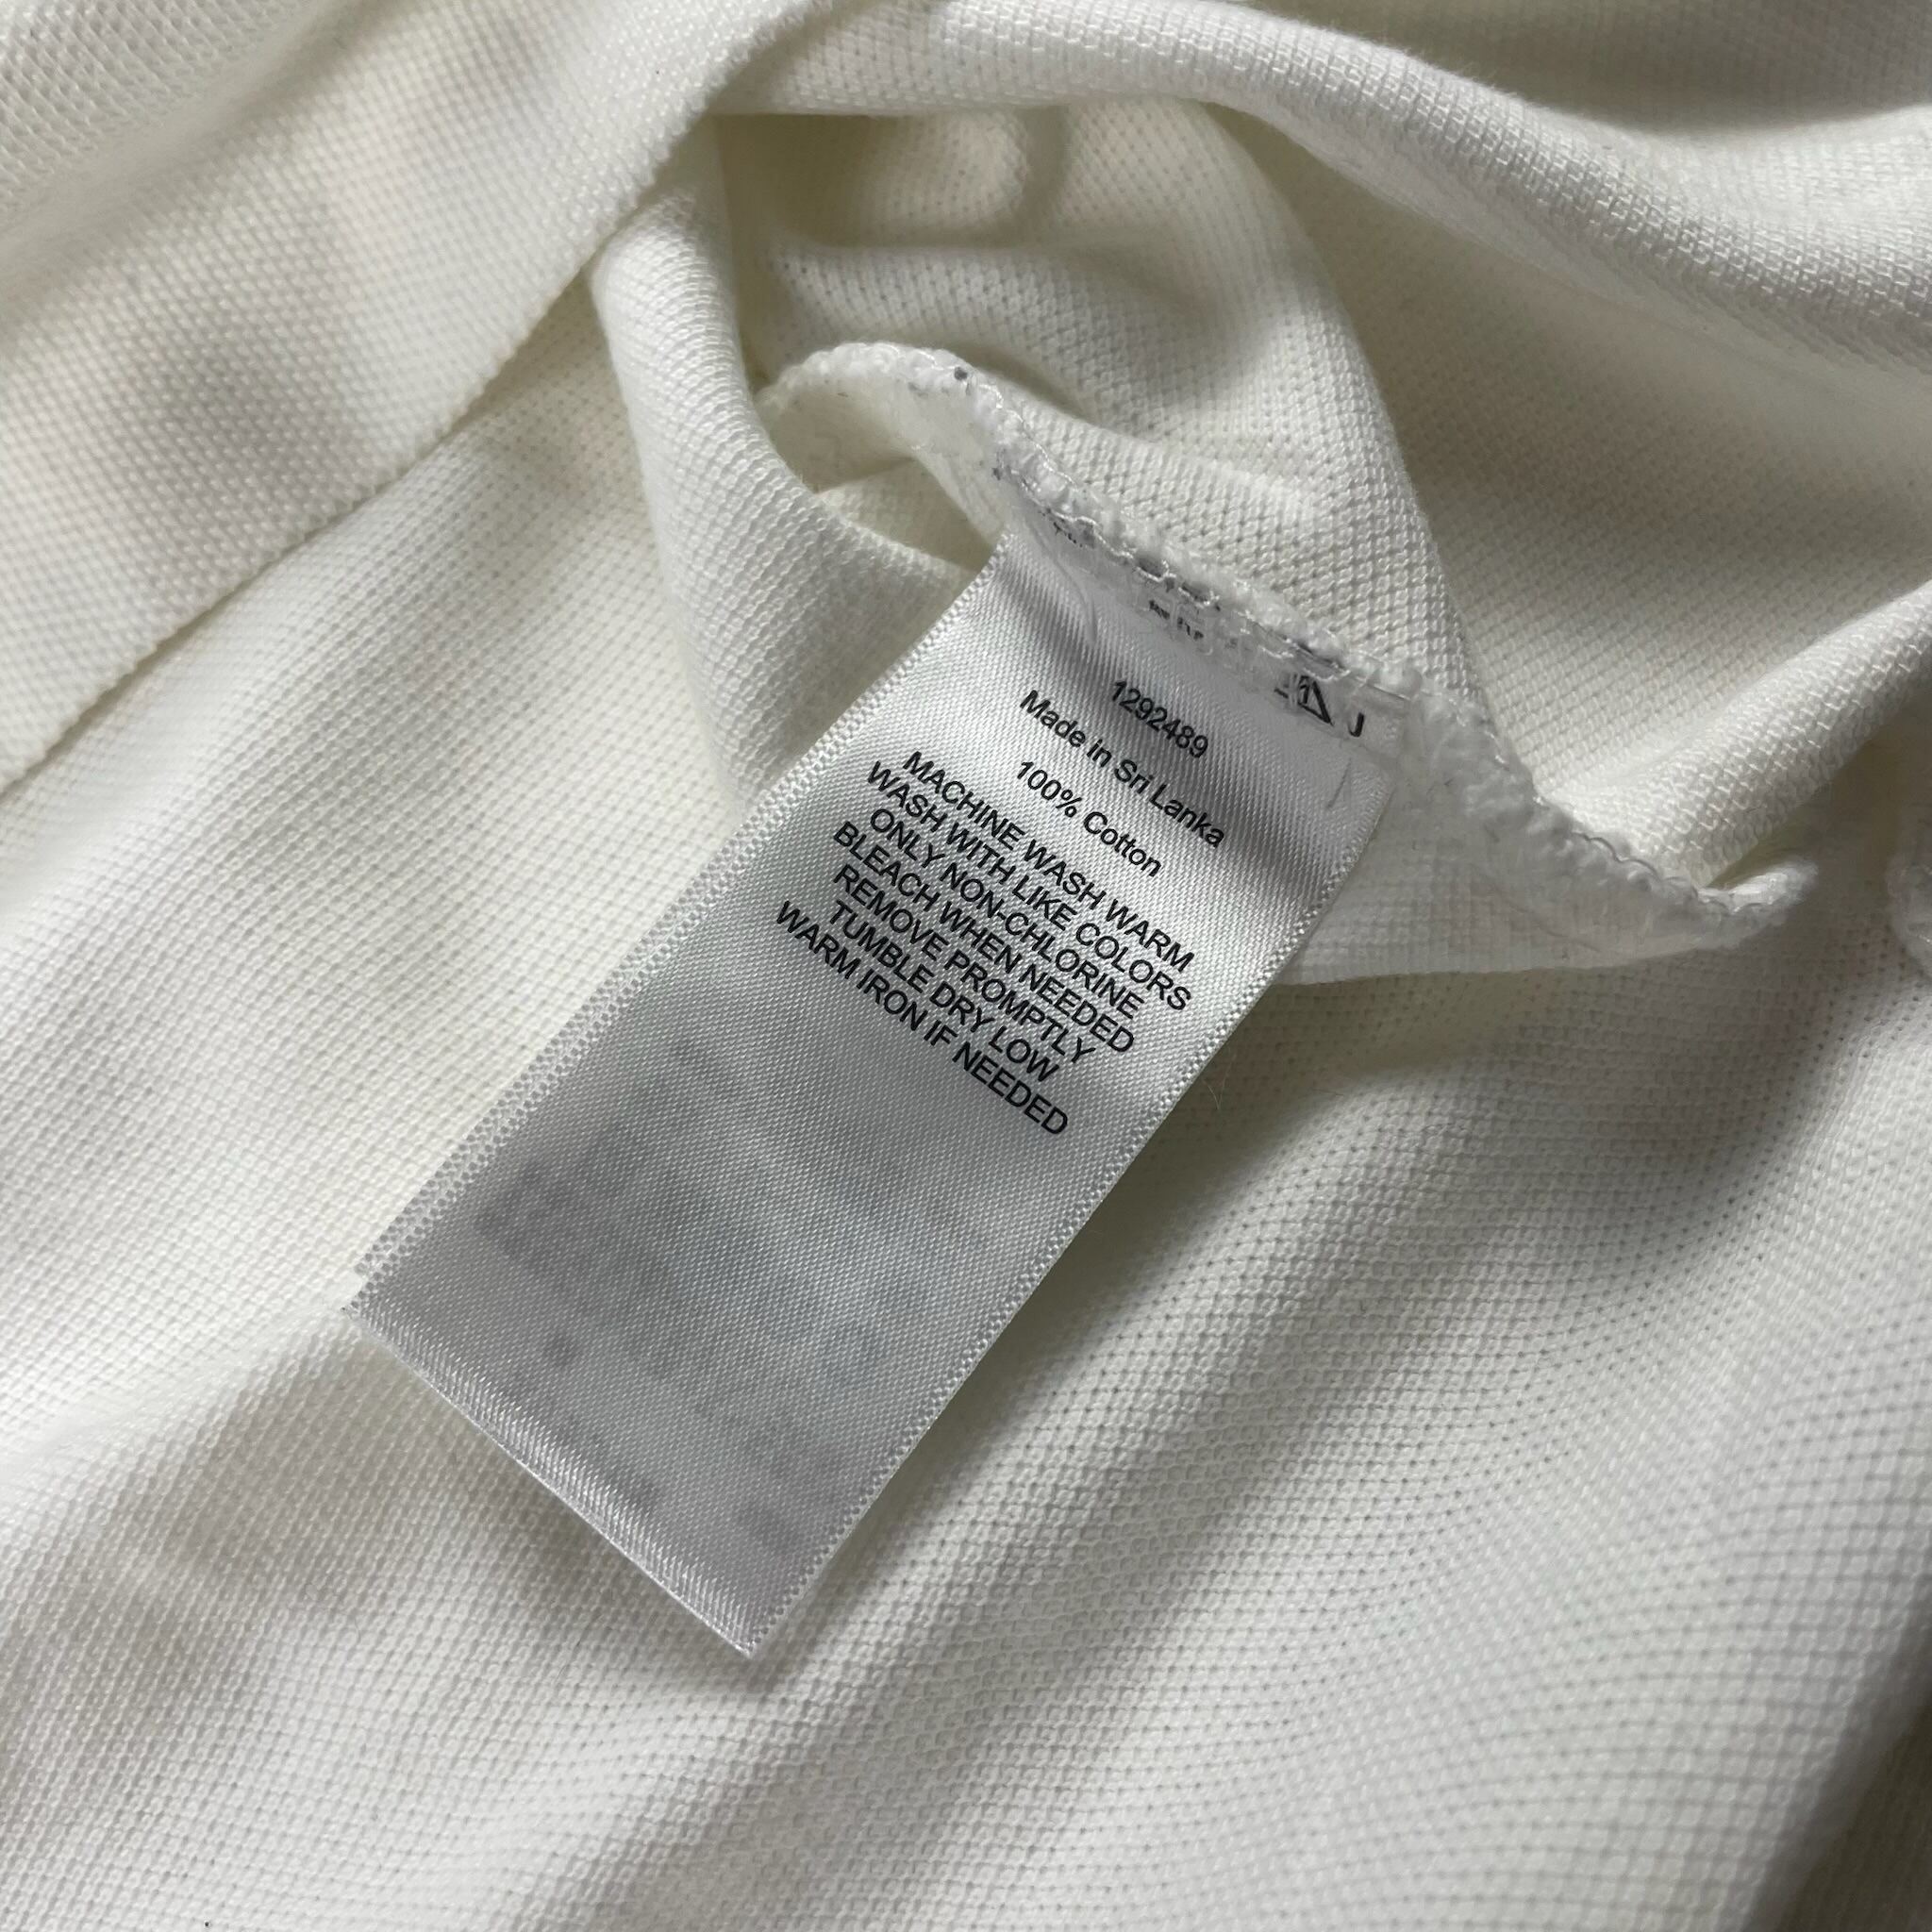 1292489
Made in Sri Lanka
100% Cotton
MACHINE WASH WARM
WASH WITH LIKE COLORS
ONLY NON-CHLORINE
BLEACH WHEN NEEDED
REMOVE PROMPTLY
TUMBLE DRY LOW
WARM IRON IF NEEDED